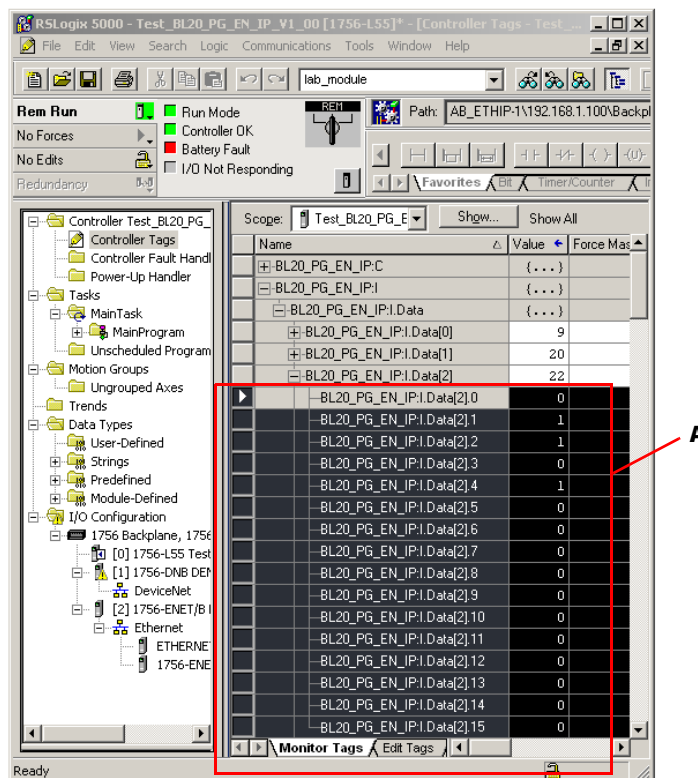 RSLogix 5000 - Test_BL20_PG_EN_IP_V1_00 [1756-L55]* - [Controller Tags - Test_...
File Edit View Search Logic Communications Tools Window Help
lab_module
Rem Run
No Forces
No Edits
Redundancy
Run Mode
Controller OK
Battery Fault
I/O Not Responding
REM
Path: AB_ETHIP-1\192.168.1.100\Backpl
Favorites Bit Timer/Counter
Controller Test_BL20_PG_
Controller Tags
Controller Fault Handl
Power-Up Handler
Tasks
MainTask
MainProgram
Unscheduled Program
Motion Groups
Ungrouped Axes
Trends
Data Types
User-Defined
Strings
Predefined
Module-Defined
I/O Configuration
1756 Backplane, 1756
[0] 1756-L55 Test
[1] 1756-DNB DEN
DeviceNet
[2] 1756-ENET/B
Ethernet
ETHERNE
1756-ENE
Scope: Test_BL20_PG_E Show... Show All
Name Value Force Mas
BL20_PG_EN_IP:C {...}
BL20_PG_EN_IP:I {...}
BL20_PG_EN_IP:I.Data {...}
BL20_PG_EN_IP:I.Data[0] 9
BL20_PG_EN_IP:I.Data[1] 20
BL20_PG_EN_IP:I.Data[2] 22
BL20_PG_EN_IP:I.Data[2].0 0
BL20_PG_EN_IP:I.Data[2].1 1
BL20_PG_EN_IP:I.Data[2].2 1
BL20_PG_EN_IP:I.Data[2].3 0
BL20_PG_EN_IP:I.Data[2].4 1
BL20_PG_EN_IP:I.Data[2].5 0
BL20_PG_EN_IP:I.Data[2].6 0
BL20_PG_EN_IP:I.Data[2].7 0
BL20_PG_EN_IP:I.Data[2].8 0
BL20_PG_EN_IP:I.Data[2].9 0
BL20_PG_EN_IP:I.Data[2].10 0
BL20_PG_EN_IP:I.Data[2].11 0
BL20_PG_EN_IP:I.Data[2].12 0
BL20_PG_EN_IP:I.Data[2].13 0
BL20_PG_EN_IP:I.Data[2].14 0
BL20_PG_EN_IP:I.Data[2].15 0
Monitor Tags Edit Tags
Ready
A